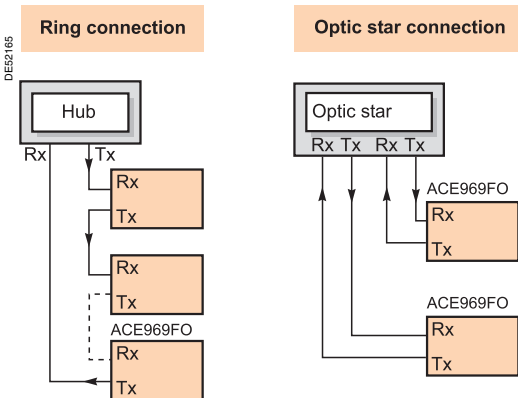 Ring connection
DE52165
Hub
Rx Tx
Rx
Tx
Rx
Tx
ACE969FO
Rx
Tx
Optic star connection
Optic star
Rx Tx Rx Tx
ACE969FO
Rx
Tx
ACE969FO
Rx
Tx